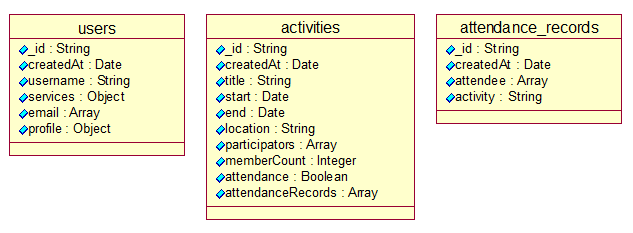 users
_id : String
createdAt : Date
username : String
services : Object
email : Array
profile : Object
activities
_id : String
createdAt : Date
title : String
start : Date
end : Date
location : String
participators : Array
memberCount : Integer
attendance : Boolean
attendanceRecords : Array
attendance_records
_id : String
createdAt : Date
attendee : Array
activity : String